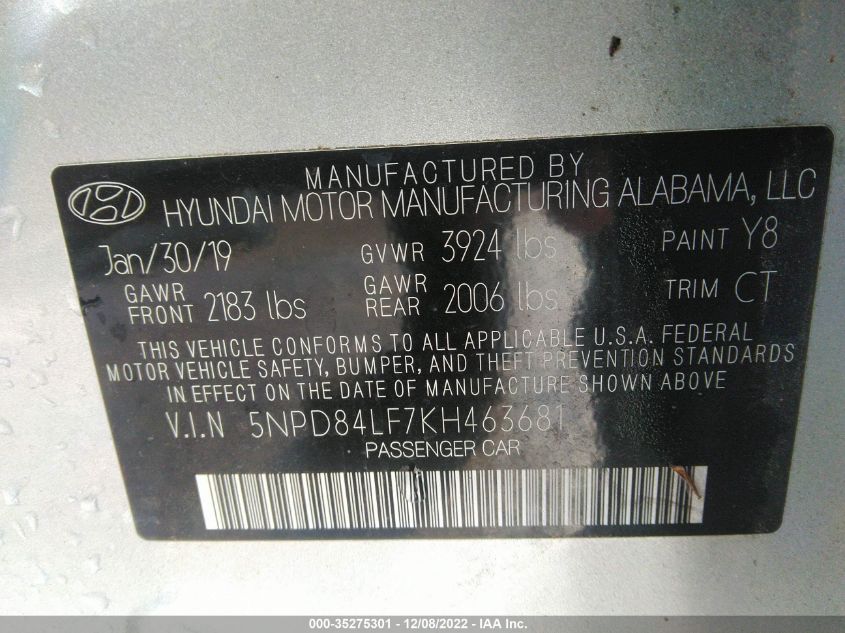 MANUFACTURED BY
HYUNDAI MOTOR MANUFACTURING ALABAMA, LLC
Jan/30/19 GVWR 3924 lbs PAINT Y8
GAWR FRONT 2183 lbs GAWR REAR 2006 lbs TRIM CT
THIS VEHICLE CONFORMS TO ALL APPLICABLE U.S.A. FEDERAL
MOTOR VEHICLE SAFETY, BUMPER, AND THEFT PREVENTION STANDARDS
IN EFFECT ON THE DATE OF MANUFACTURE SHOWN ABOVE
V.I.N 5NPD84LF7KH463681
PASSENGER CAR
000-35275301 - 12/08/2022 - IAA Inc.